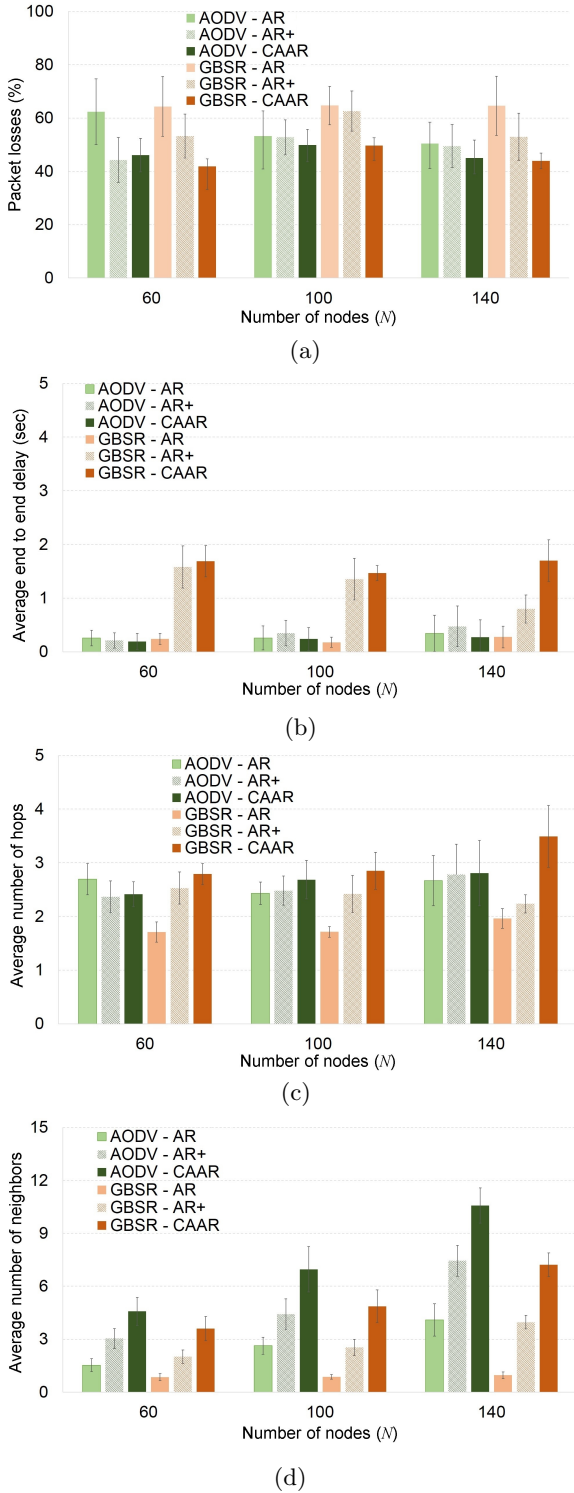 100
80
60
40
20
0
Packet losses (%)
AODV - AR
AODV - AR+
AODV - CAAR
GBSR - AR
GBSR - AR+
GBSR - CAAR
60 100 140
Number of nodes (N)
(a)
5
4
3
2
1
0
Average end to end delay (sec)
AODV - AR
AODV - AR+
AODV - CAAR
GBSR - AR
GBSR - AR+
GBSR - CAAR
60 100 140
Number of nodes (N)
(b)
5
4
3
2
1
0
Average number of hops
AODV - AR
AODV - AR+
AODV - CAAR
GBSR - AR
GBSR - AR+
GBSR - CAAR
60 100 140
Number of nodes (N)
(c)
15
12
9
6
3
0
Average number of neighbors
AODV - AR
AODV - AR+
AODV - CAAR
GBSR - AR
GBSR - AR+
GBSR - CAAR
60 100 140
Number of nodes (N)
(d)